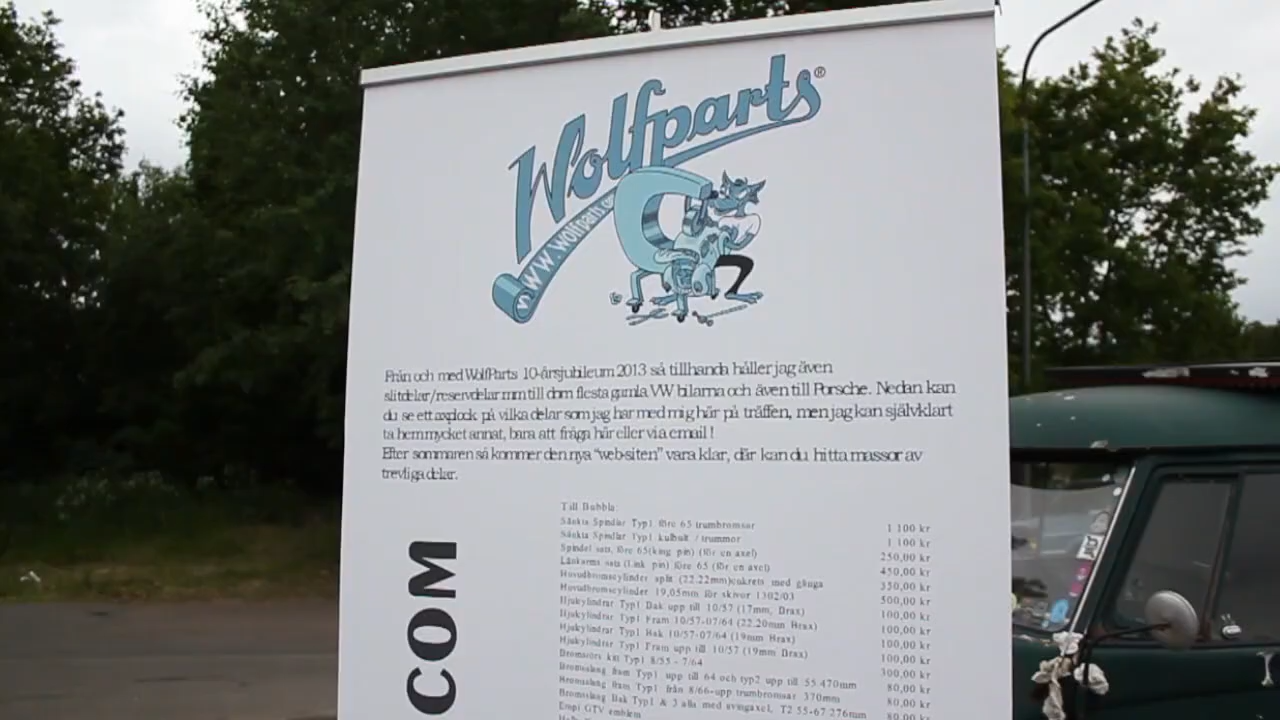 Wolfparts®
WWW.wolfparts.com
Från och med WolfParts 10-årsjubileum 2013 så tillhanda håller jag även
slitdelar/reservdelar mm till dom flesta gamla VW bilarna och även till Porsche. Nedan kan
du se ett axplock på vilka delar som jag har med mig här på träffen, men jag kan självklart
ta hem mycket annat, bara att fråga här eller via email !
Efter sommaren så kommer den nya "web-siten" vara klar, där kan du hitta massor av
trevliga delar.
COM
Till Bubbla:
Sänkta Spindlar Typ1 före 65 trumbromsar 1 100 kr
Sänkta Spindlar Typ1 kulbult / trummor 1 100 kr
Spindel sats, före 65(king pin) (för en axel) 250,00 kr
Länkarms sats (Link pin) före 65 (för en axel) 450,00 kr
Huvudbromscylinder split (22.22mm)enkrets med gänga 350,00 kr
Huvudbromscylinder 19,05mm för skivor 1302/03 500,00 kr
Hjulcylindrar Typ1 Bak upp till 10/57 (17mm, Brax) 100,00 kr
Hjulcylindrar Typ1 Fram 10/57-07/64 (22.20mm Brax) 100,00 kr
Hjulcylindrar Typ1 Bak 10/57-07/64 (19mm Brax) 100,00 kr
Hjulcylindrar Typ1 Fram upp till 10/57 (19mm Brax) 100,00 kr
Bromsrörs kit Typ1 8/55 - 7/64 300,00 kr
Bromsslang fram Typ1 upp till 64 och typ2 upp till 55 470mm 80,00 kr
Bromsslang fram Typ1 från 8/66-upp trumbromsar 370mm 80,00 kr
Bromsslang Bak Typ1 & 3 alla med svingaxel, T2 55-67 276mm 80,00 kr
Empi GTV emblem